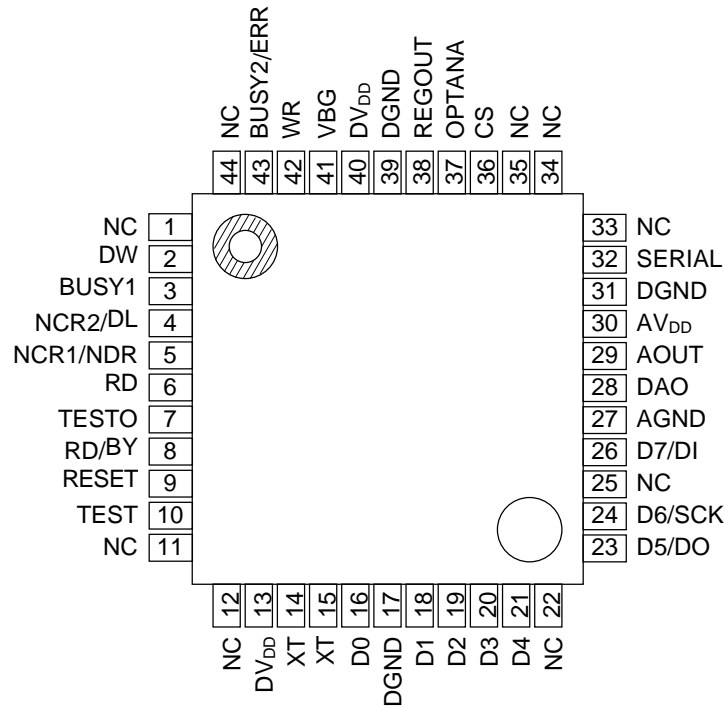 NC
BUSY2/ERR
WR
VBG
DVDD
DGND
REGOUT
OPTANA
CS
NC
NC
44
43
42
41
40
39
38
37
36
35
34
NC 1
DW 2
BUSY1 3
NCR2/DL 4
NCR1/NDR 5
RD 6
TESTO 7
RD/BY 8
RESET 9
TEST 10
NC 11
33 NC
32 SERIAL
31 DGND
30 AVDD
29 AOUT
28 DAO
27 AGND
26 D7/DI
25 NC
24 D6/SCK
23 D5/DO
12
13
14
15
16
17
18
19
20
21
22
NC
DVDD
XT
XT
D0
DGND
D1
D2
D3
D4
NC